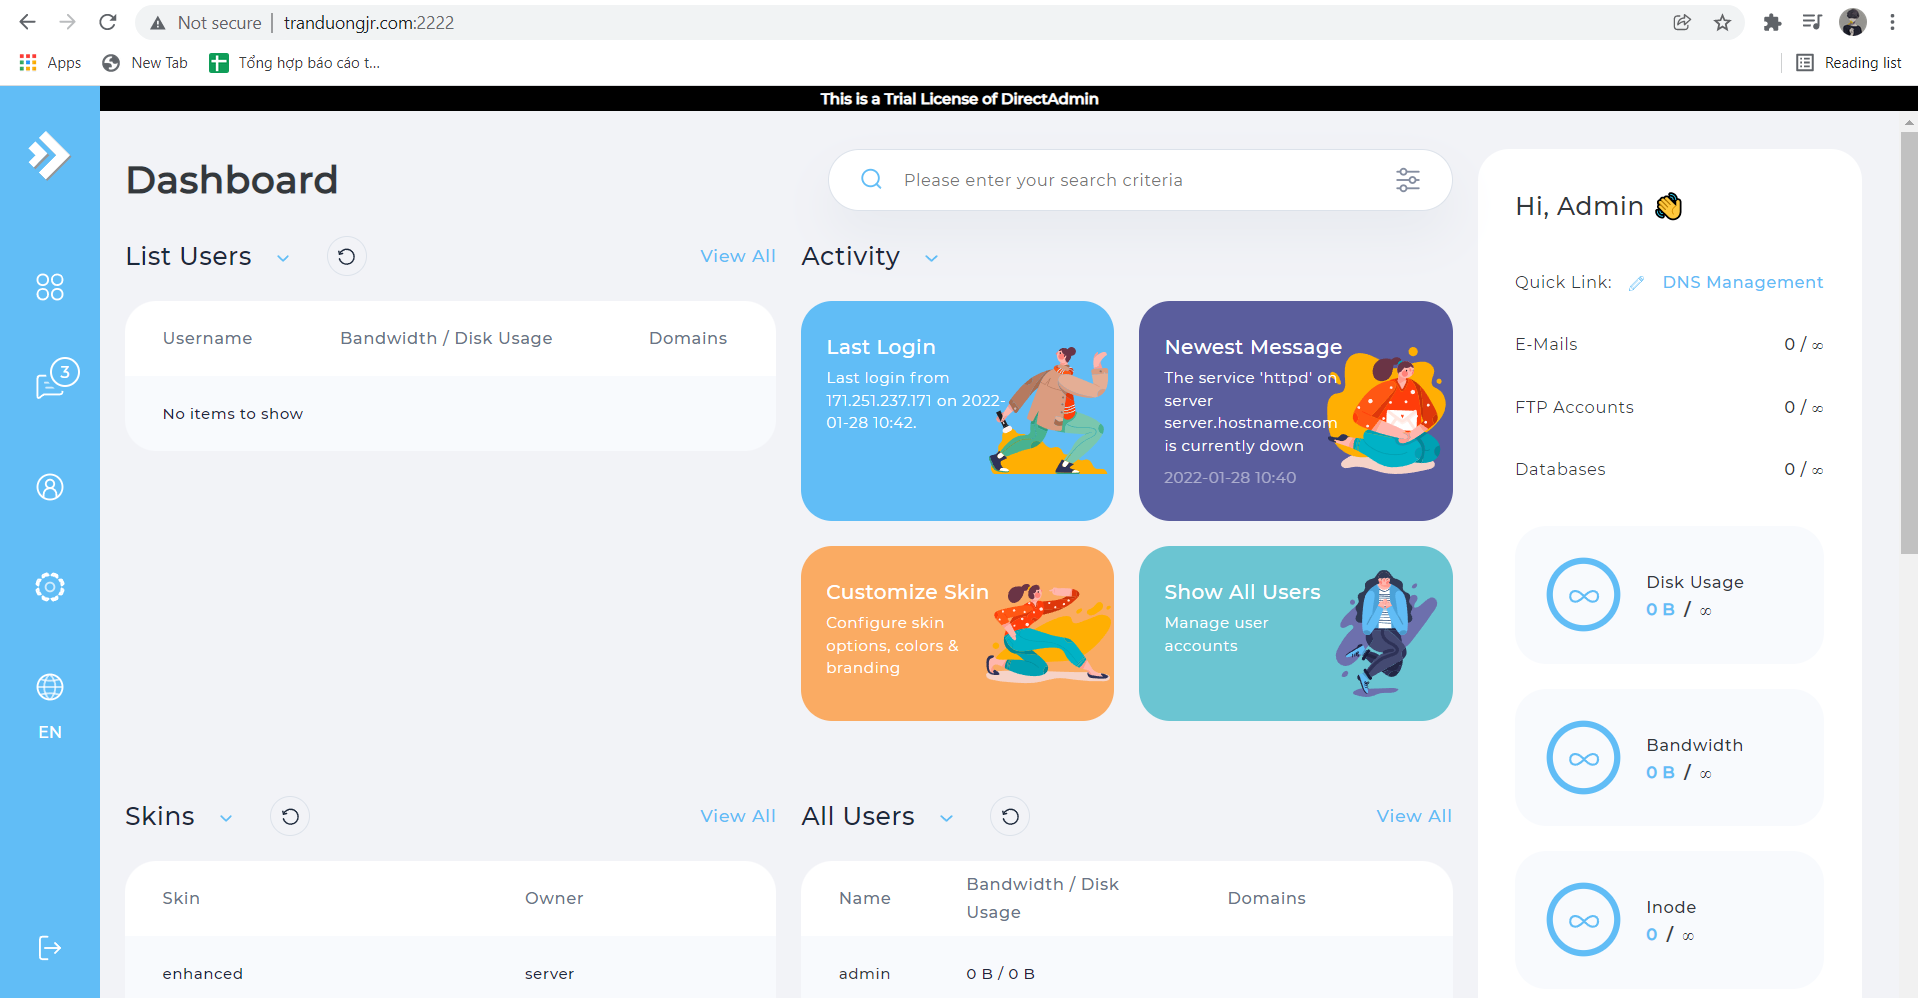 Not secure | tranduongjr.com:2222
Apps
New Tab
Tổng hợp báo cáo t...
Reading list
This is a Trial License of DirectAdmin
Dashboard
Please enter your search criteria
List Users
View All
Username
Bandwidth / Disk Usage
Domains
No items to show
Activity
Last Login
Last login from
171.251.237.171 on 2022-
01-28 10:42.
Newest Message
The service 'httpd' on
server
server.hostname.com
is currently down
2022-01-28 10:40
Customize Skin
Configure skin
options, colors &
branding
Show All Users
Manage user
accounts
Hi, Admin 👋
Quick Link:
DNS Management
E-Mails
0 / ∞
FTP Accounts
0 / ∞
Databases
0 / ∞
∞
Disk Usage
0 B / ∞
∞
Bandwidth
0 B / ∞
∞
Inode
0 / ∞
3
EN
Skins
View All
Skin
Owner
enhanced
server
All Users
View All
Name
Bandwidth / Disk
Usage
Domains
admin
0 B / 0 B